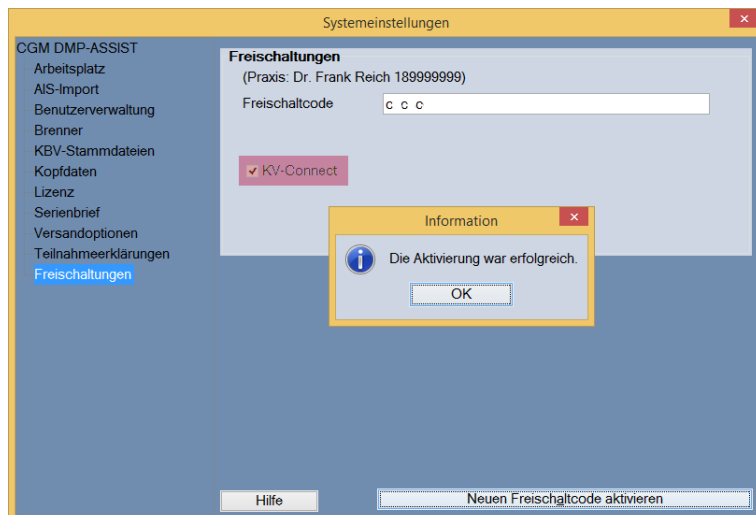 Systemeinstellungen
CGM DMP-ASSIST
Arbeitsplatz
AIS-Import
Benutzerverwaltung
Brenner
KBV-Stammdateien
Kopfdaten
Lizenz
Serienbrief
Versandoptionen
Teilnahmeerklärungen
Freischaltungen
Freischaltungen
(Praxis: Dr. Frank Reich 189999999)
Freischaltcode c c c
KV-Connect
Information
Die Aktivierung war erfolgreich.
OK
Hilfe
Neuen Freischaltcode aktivieren